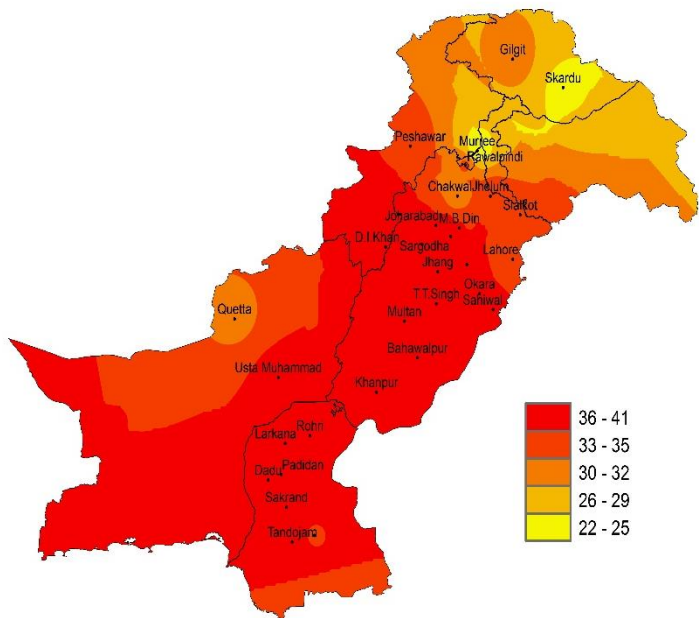 Gilgit
Skardu
Peshawar
Murree
Rawalpindi
Chakwal
Jhelum
Joharabad
M.B.Din
Sialkot
D.I.Khan
Sargodha
Lahore
Jhang
Okara
T.T.Singh
Sahiwal
Quetta
Multan
Bahawalpur
Usta Muhammad
Khanpur
Larkana
Rohri
Dadu
Padidan
Sakrand
Tandojam
36 - 41
33 - 35
30 - 32
26 - 29
22 - 25